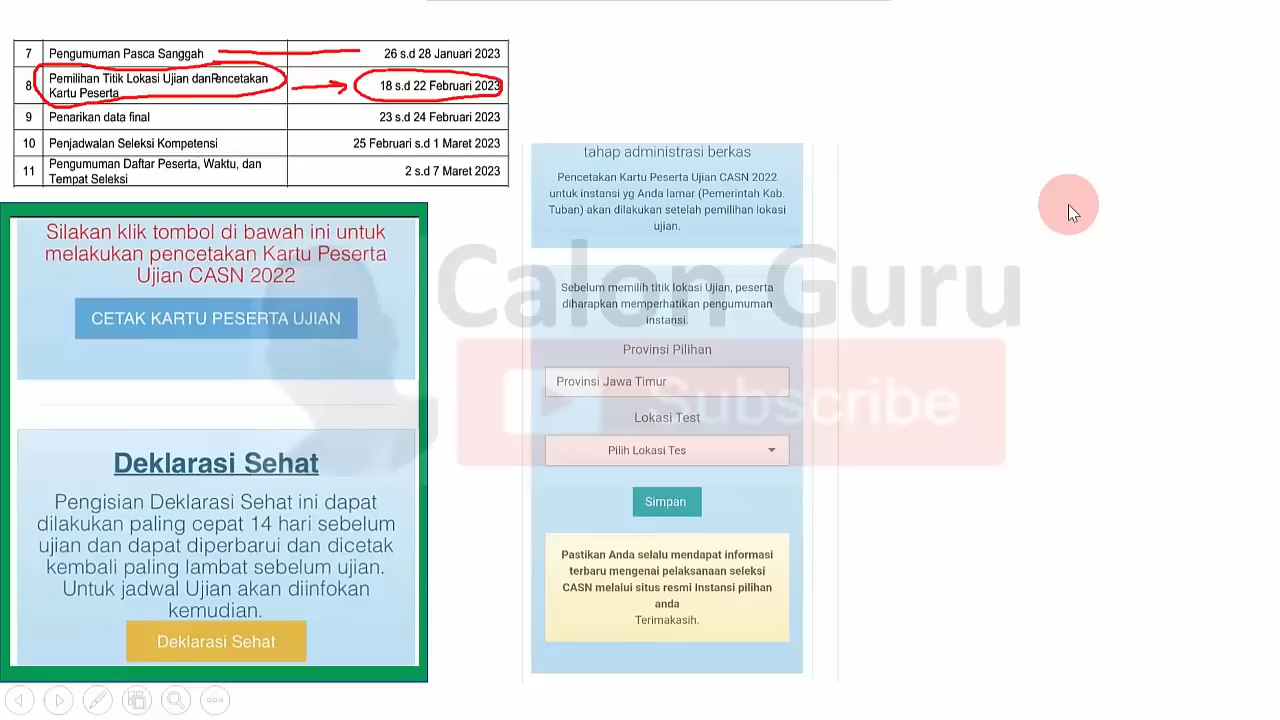 7 Pengumuman Pasca Sanggah 26 s.d 28 Januari 2023
8 Pemilihan Titik Lokasi Ujian dan Pencetakan
Kartu Peserta 18 s.d 22 Februari 2023
9 Penarikan data final 23 s.d 24 Februari 2023
10 Penjadwalan Seleksi Kompetensi 25 Februari s.d 1 Maret 2023
11 Pengumuman Daftar Peserta, Waktu, dan
Tempat Seleksi 2 s.d 7 Maret 2023
Silakan klik tombol di bawah ini untuk
melakukan pencetakan Kartu Peserta
Ujian CASN 2022
CETAK KARTU PESERTA UJIAN
Deklarasi Sehat
Pengisian Deklarasi Sehat ini dapat
dilakukan paling cepat 14 hari sebelum
ujian dan dapat diperbarui dan dicetak
kembali paling lambat sebelum ujian.
Untuk jadwal Ujian akan diinfokan
kemudian.
Deklarasi Sehat
tahap administrasi berkas
Pencetakan Kartu Peserta Ujian CASN 2022
untuk instansi yg Anda lamar (Pemerintah Kab.
Tuban) akan dilakukan setelah pemilihan lokasi
ujian.
Sebelum memilih titik lokasi Ujian, peserta
diharapkan memperhatikan pengumuman
instansi.
Provinsi Pilihan
Provinsi Jawa Timur
Lokasi Test
Pilih Lokasi Tes
Simpan
Pastikan Anda selalu mendapat informasi
terbaru mengenai pelaksanaan seleksi
CASN melalui situs resmi Instansi pilihan
anda
Terimakasih.
Calon Guru
Subscribe